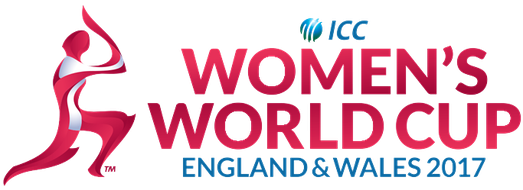 ICC
WOMEN'S
WORLD CUP
ENGLAND & WALES 2017
TM